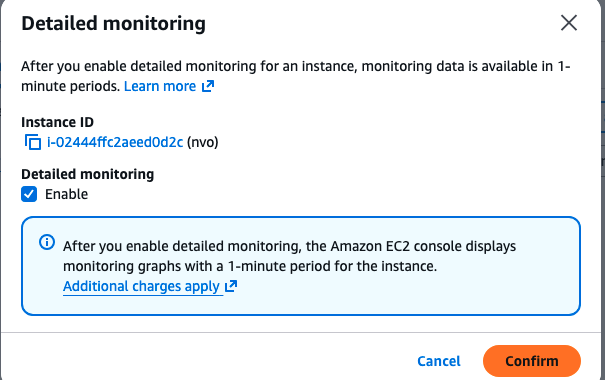 Detailed monitoring
After you enable detailed monitoring for an instance, monitoring data is available in 1-
minute periods. Learn more
Instance ID
i-02444ffc2aeed0d2c (nvo)
Detailed monitoring
Enable
After you enable detailed monitoring, the Amazon EC2 console displays
monitoring graphs with a 1-minute period for the instance.
Additional charges apply
Cancel
Confirm